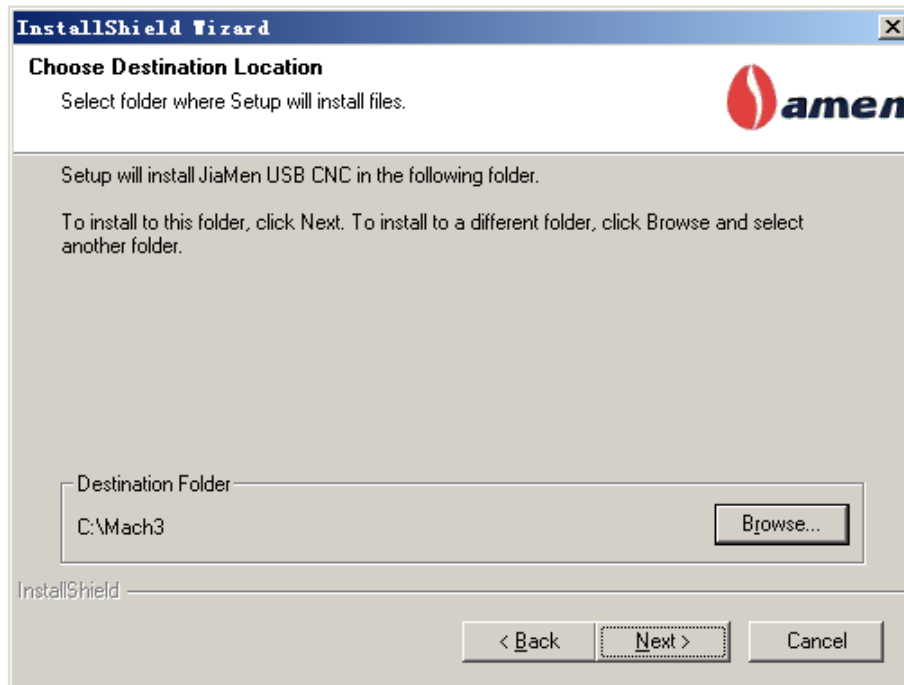 InstallShield Wizard
Choose Destination Location
Select folder where Setup will install files.
amen
Setup will install JiaMen USB CNC in the following folder.
To install to this folder, click Next. To install to a different folder, click Browse and select
another folder.
Destination Folder
C:\Mach3
Browse...
InstallShield
< Back
Next >
Cancel